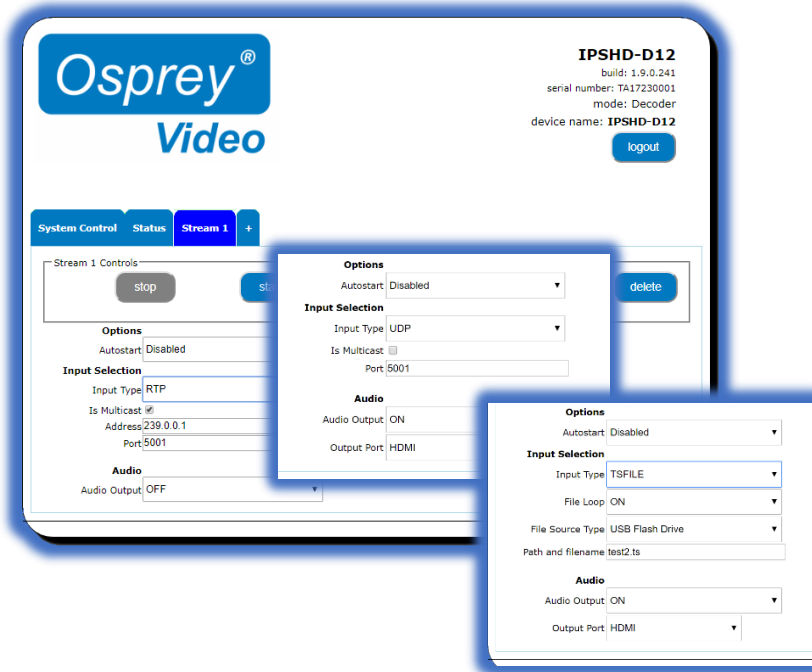 Osprey®
Video
IPSHD-D12
build: 1.9.0.241
serial number: TA17230001
mode: Decoder
device name: IPSHD-D12
logout
System Control Status Stream 1 +
Stream 1 Controls
stop
delete
Options
Autostart Disabled
Input Selection
Input Type RTP
Is Multicast
Address 239.0.0.1
Port 5001
Audio
Audio Output OFF
Options
Autostart Disabled
Input Selection
Input Type UDP
Is Multicast
Port 5001
Audio
Audio Output ON
Output Port HDMI
Options
Autostart Disabled
Input Selection
Input Type TSFILE
File Loop ON
File Source Type USB Flash Drive
Path and filename test2.ts
Audio
Audio Output ON
Output Port HDMI